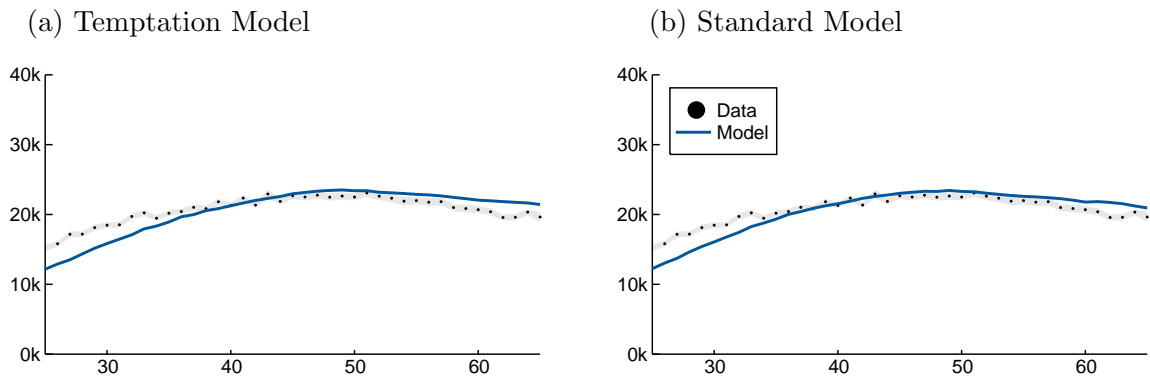 (a) Temptation Model
40k
30k
20k
10k
0k
30 40 50 60
(b) Standard Model
40k
30k
20k
10k
0k
Data
Model
30 40 50 60